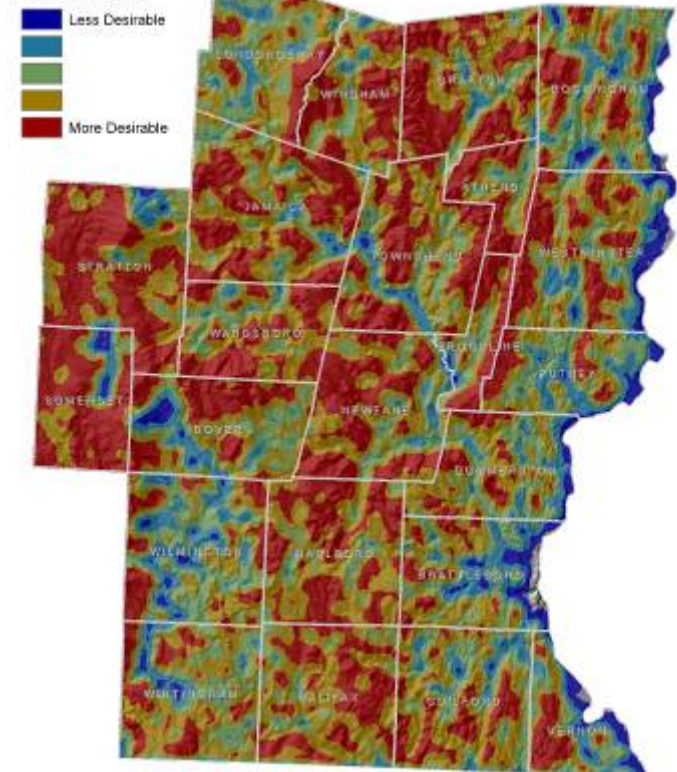 Less Desirable
More Desirable
LONDONDERRY
WINDHAM
GRAFTON
ROCKINGHAM
ATHENS
JAMAICA
STRATTON
TOWNSHEND
WESTMINSTER
WARDSBORO
BROOKLINE
PUTNEY
SOMERSET
DOVER
NEWFANE
DUMMERSTON
WILMINGTON
MARLBORO
BRATTLEBORO
WHITINGHAM
HALIFAX
GUILFORD
VERNON